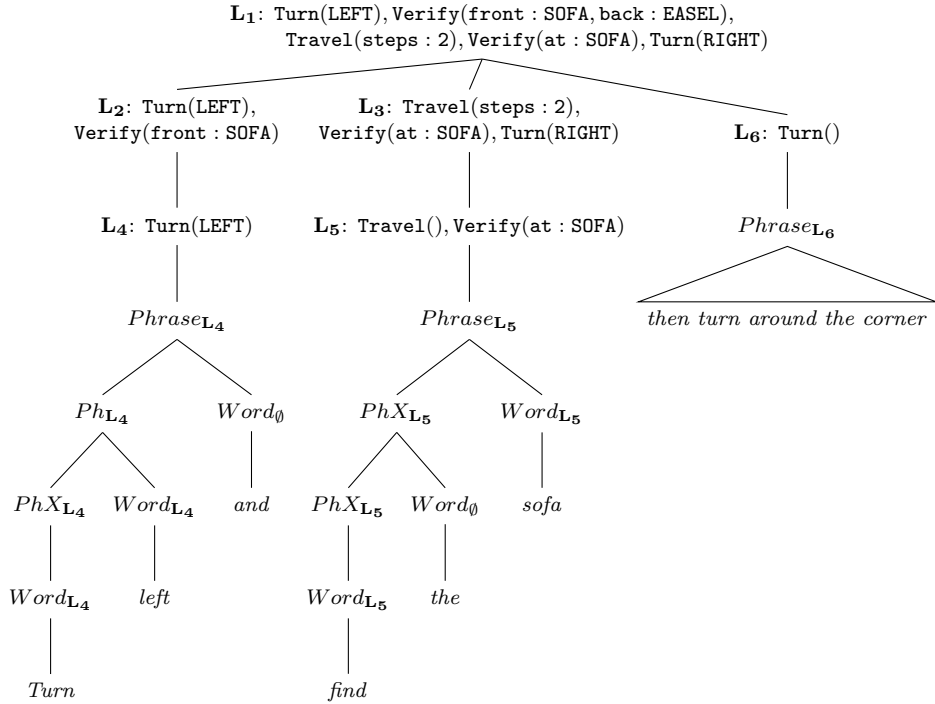 L1: Turn(LEFT), Verify(front : SOFA, back : EASEL),
Travel(steps : 2), Verify(at : SOFA), Turn(RIGHT)
L2: Turn(LEFT),
Verify(front : SOFA)
L3: Travel(steps : 2),
Verify(at : SOFA), Turn(RIGHT)
L6: Turn()
L4: Turn(LEFT)
L5: Travel(), Verify(at : SOFA)
PhraseL6
then turn around the corner
PhraseL4
PhraseL5
PhL4
Word∅
PhXL5
WordL5
PhXL4
WordL4
and
PhXL5
Word∅
sofa
WordL4
left
WordL5
the
Turn
find